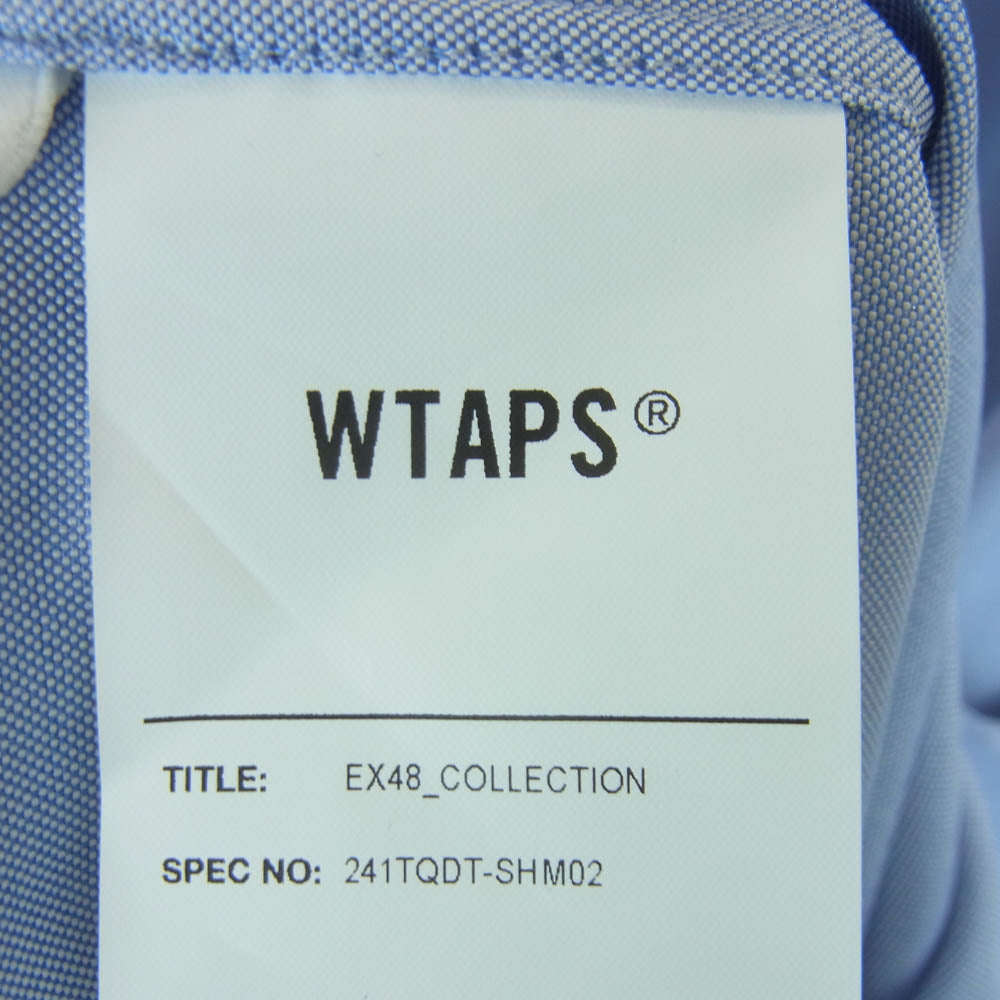 WTAPS®
TITLE: EX48_COLLECTION
SPEC NO: 241TQDT-SHM02